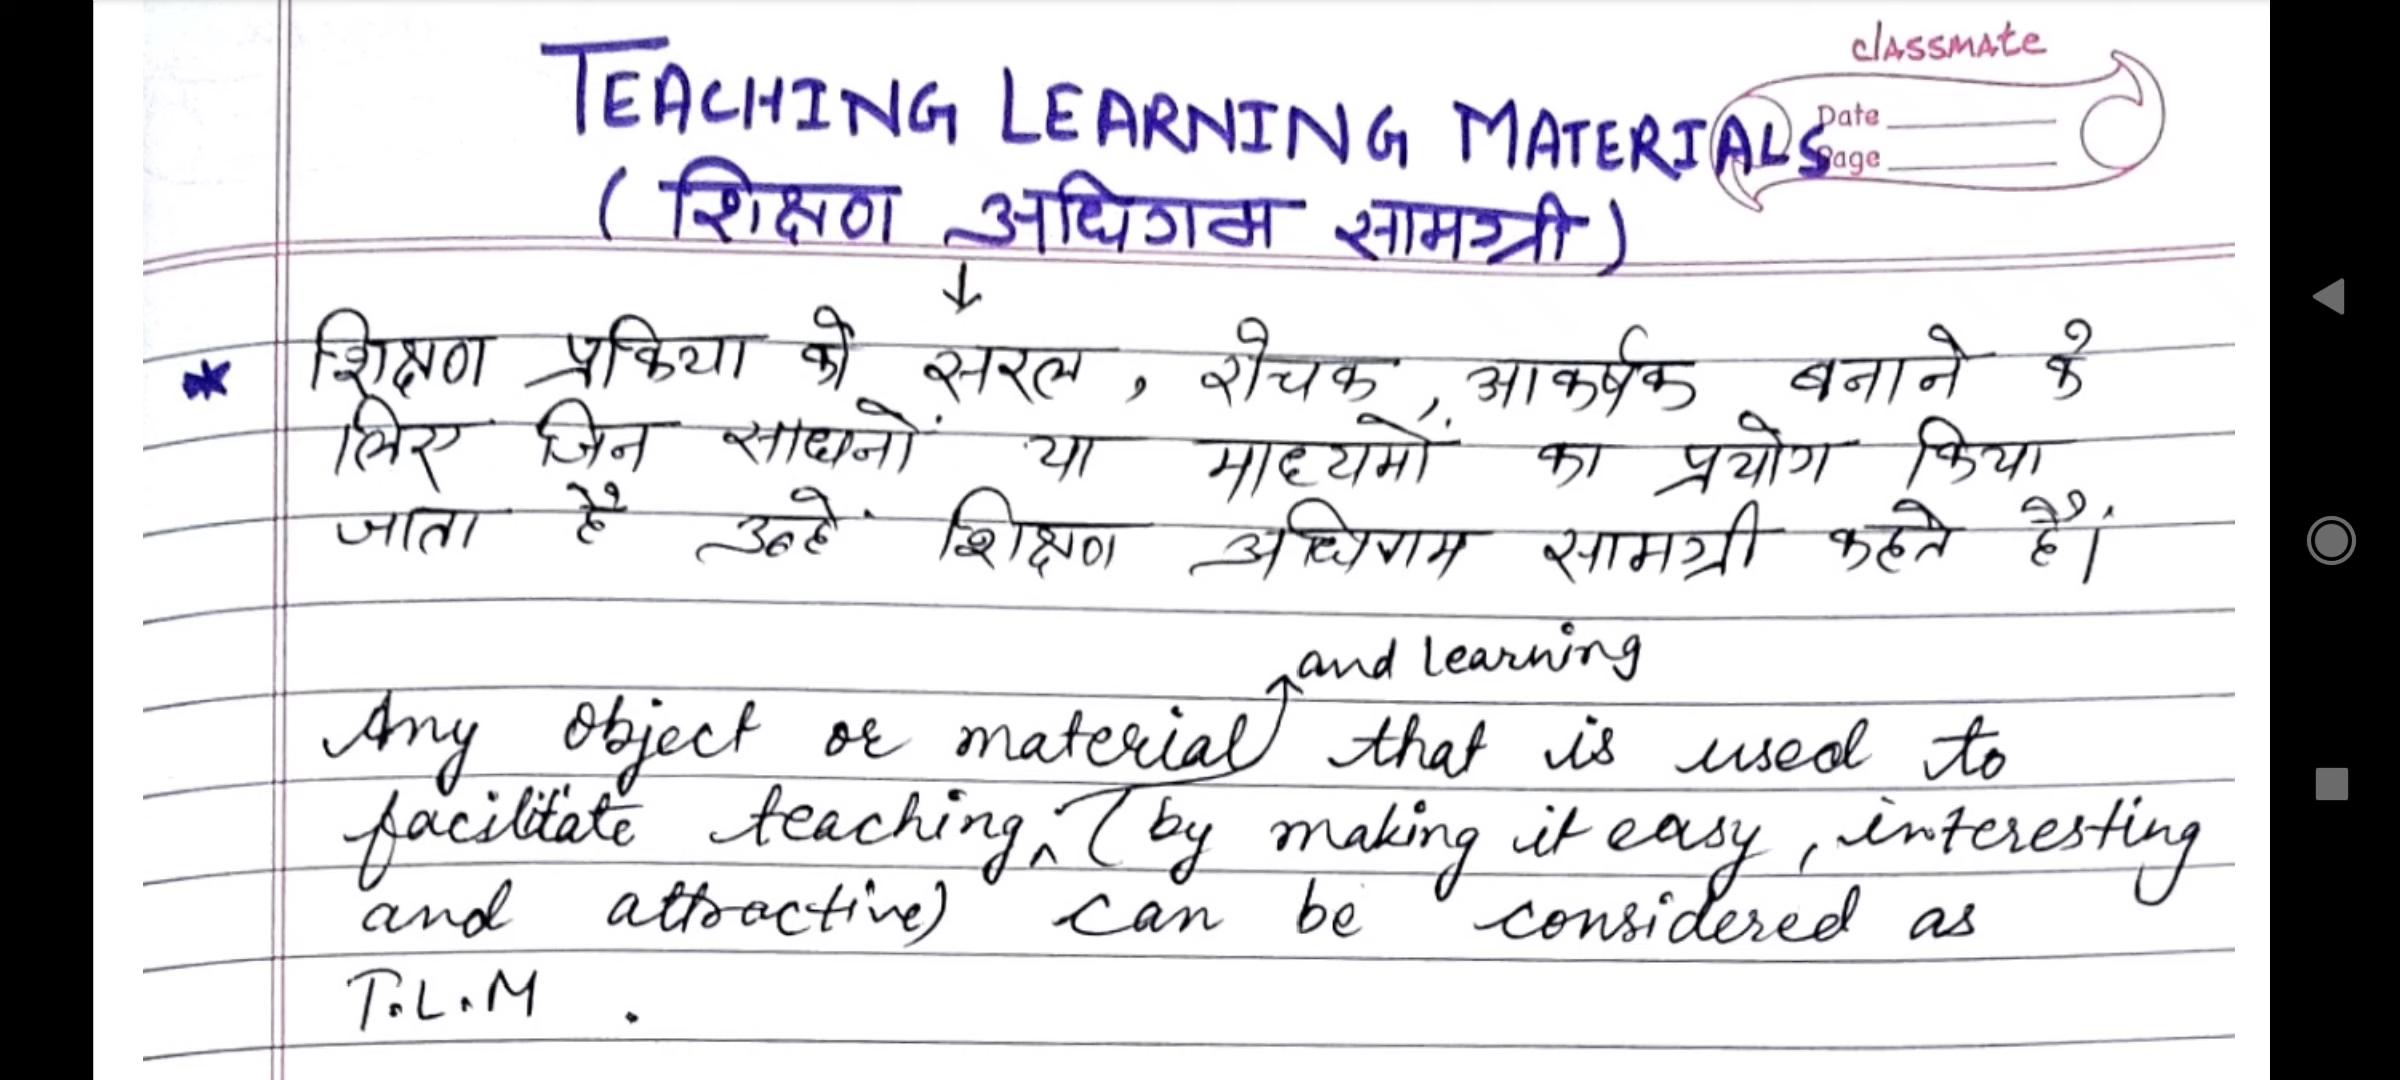 classmate
Date
Page
TEACHING LEARNING MATERIALS
(शिक्षण अधिगम सामग्री)
↓
* शिक्षण प्रक्रिया को सरल, रोचक, आकर्षक बनाने के
लिए जिन साधनों या माध्यमों का प्रयोग किया
जाता है उन्हें शिक्षण अधिगम सामग्री कहते हैं।
and learning
Any object or material that is used to
facilitate teaching^ (by making it easy, interesting
and attractive) can be considered as
T.L.M.